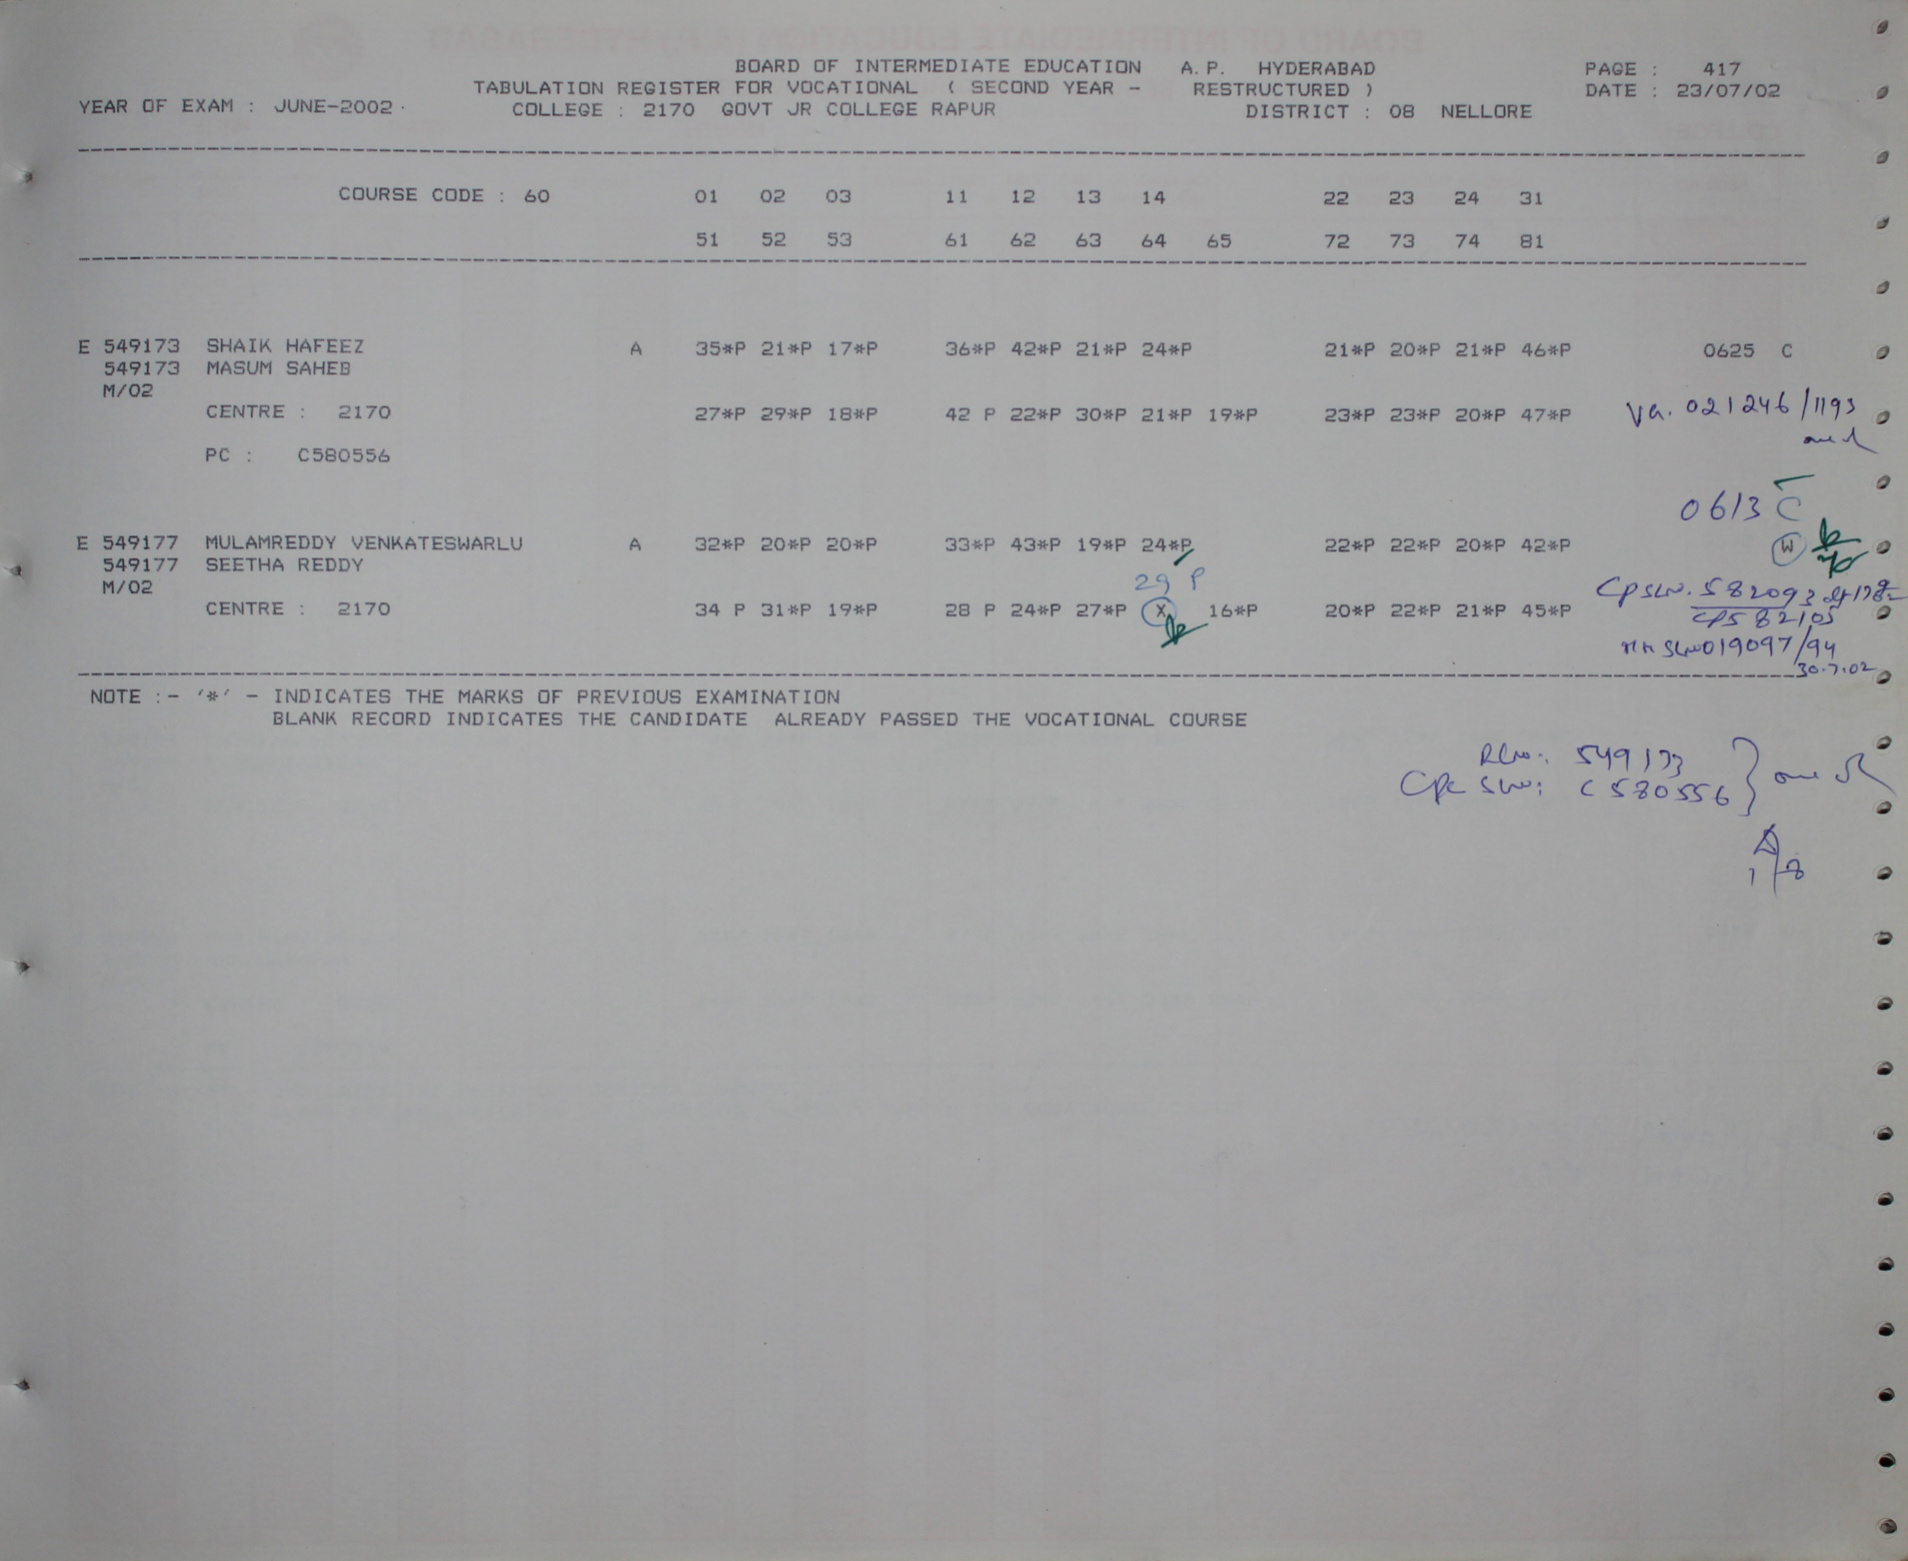 BOARD OF INTERMEDIATE EDUCATION A.P. HYDERABAD PAGE : 417
TABULATION REGISTER FOR VOCATIONAL ( SECOND YEAR - RESTRUCTURED ) DATE : 23/07/02
YEAR OF EXAM : JUNE-2002 COLLEGE : 2170 GOVT JR COLLEGE RAPUR DISTRICT : 08 NELLORE
COURSE CODE : 60 01 02 03 11 12 13 14 22 23 24 31
51 52 53 61 62 63 64 65 72 73 74 81
E 549173 SHAIK HAFEEZ A 35*P 21*P 17*P 36*P 42*P 21*P 24*P 21*P 20*P 21*P 46*P 0625 C
549173 MASUM SAHEB
M/02
CENTRE : 2170 27*P 29*P 18*P 42 P 22*P 30*P 21*P 19*P 23*P 23*P 20*P 47*P 021246/1193
PC : C580556
0613 C
E 549177 MULAMREDDY VENKATESWARLU A 32*P 20*P 20*P 33*P 43*P 19*P 24*P 22*P 22*P 20*P 42*P W
549177 SEETHA REDDY
M/02 29 P 582093
CENTRE : 2170 34 P 31*P 19*P 28 P 24*P 27*P X 16*P 20*P 22*P 21*P 45*P
CP582105
019097/94
30.7.02
NOTE :- '*' - INDICATES THE MARKS OF PREVIOUS EXAMINATION
BLANK RECORD INDICATES THE CANDIDATE ALREADY PASSED THE VOCATIONAL COURSE
549173
C580556